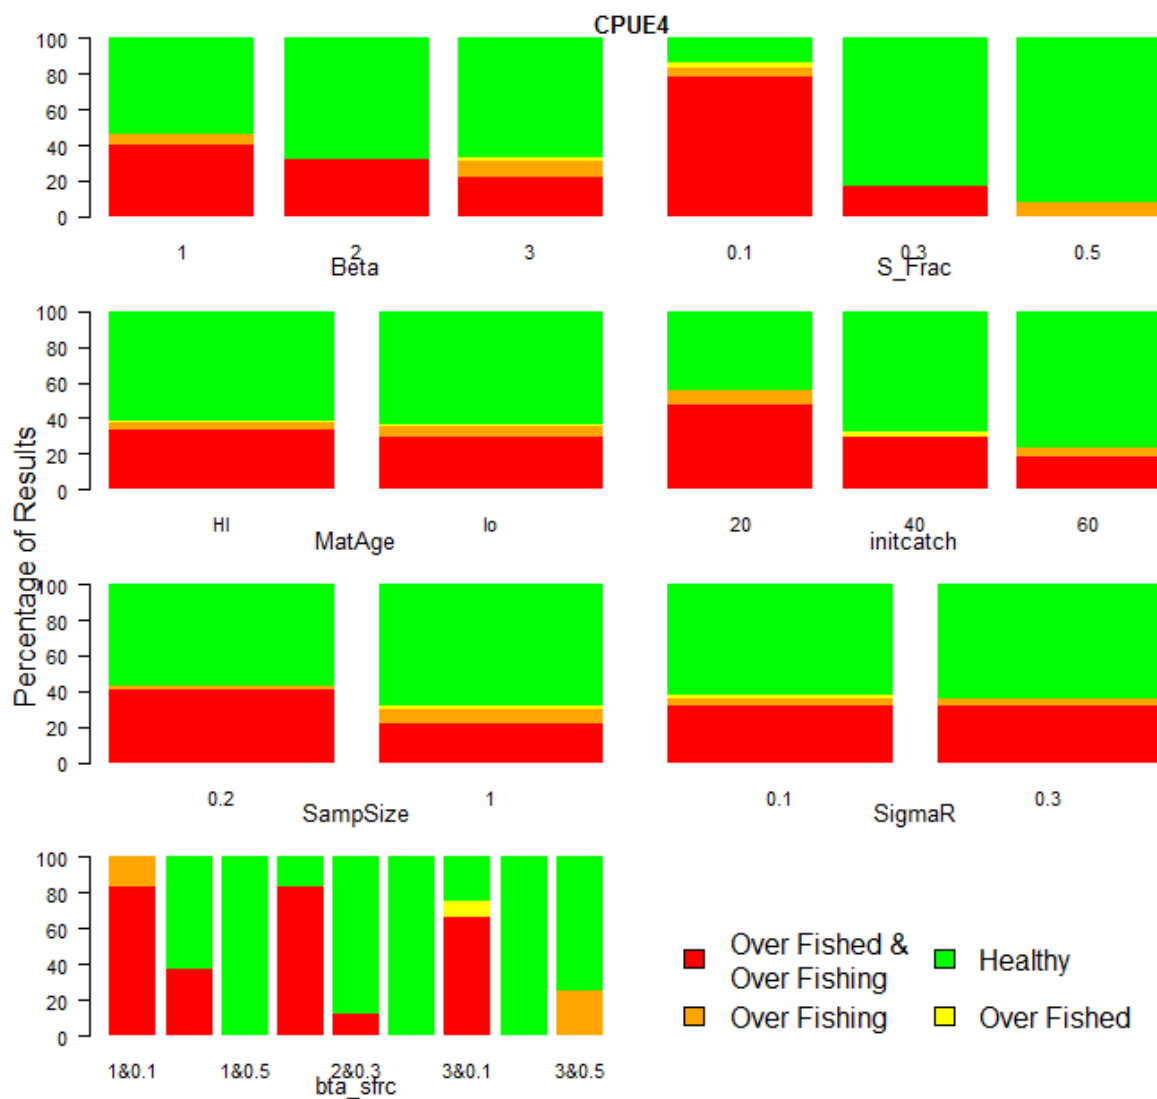 CPUE4
100
80
60
40
20
0
1 2 3
Beta
0.1 0.3 0.5
S_Frac
Percentage of Results
100
80
60
40
20
0
HI lo
MatAge
20 40 60
initcatch
100
80
60
40
20
0
0.2 1
SampSize
0.1 0.3
SigmaR
100
80
60
40
20
0
1&0.1 1&0.5 2&0.3 3&0.1 3&0.5
bta_sfrc
Over Fished &
Over Fishing
Healthy
Over Fishing
Over Fished